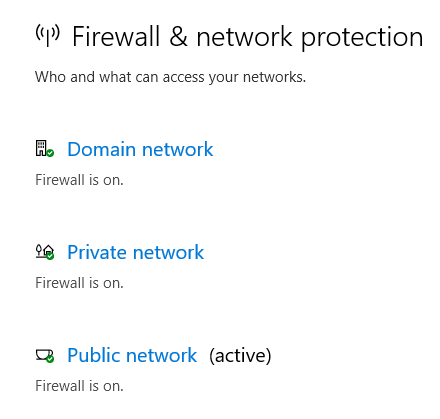 Firewall & network protection
Who and what can access your networks.
Domain network
Firewall is on.
Private network
Firewall is on.
Public network (active)
Firewall is on.